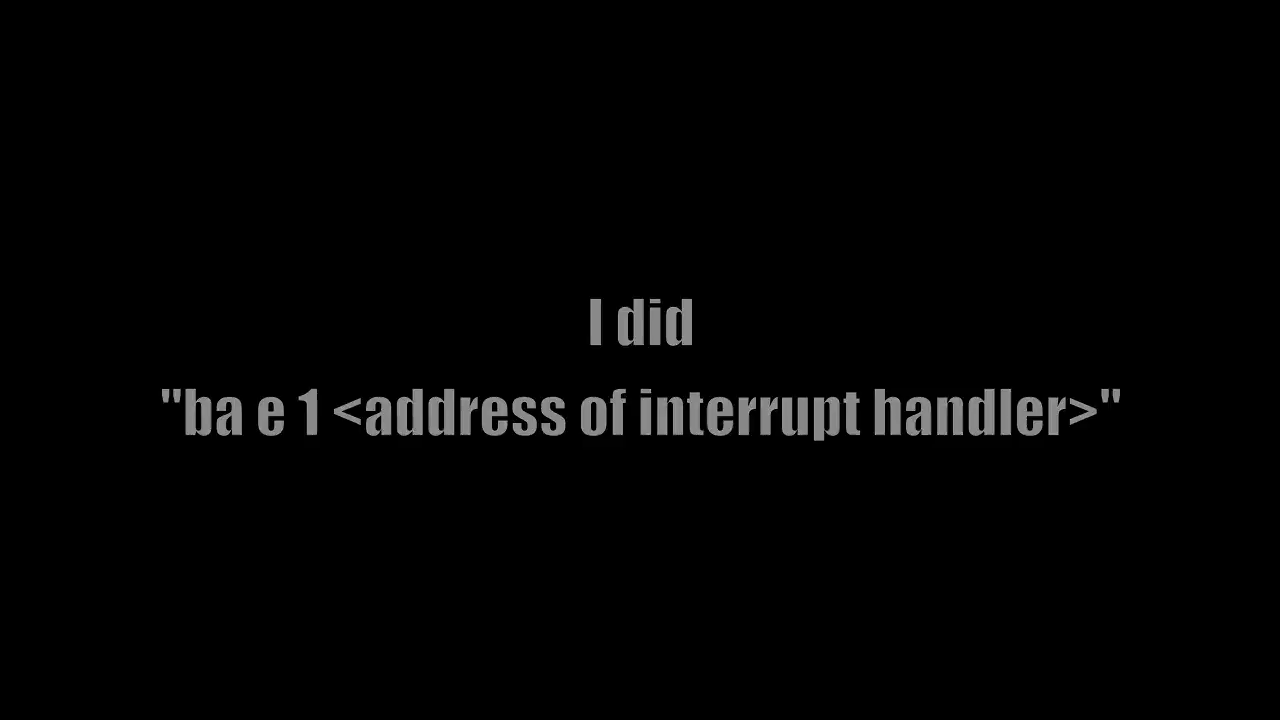 I did
"ba e 1 <address of interrupt handler>"